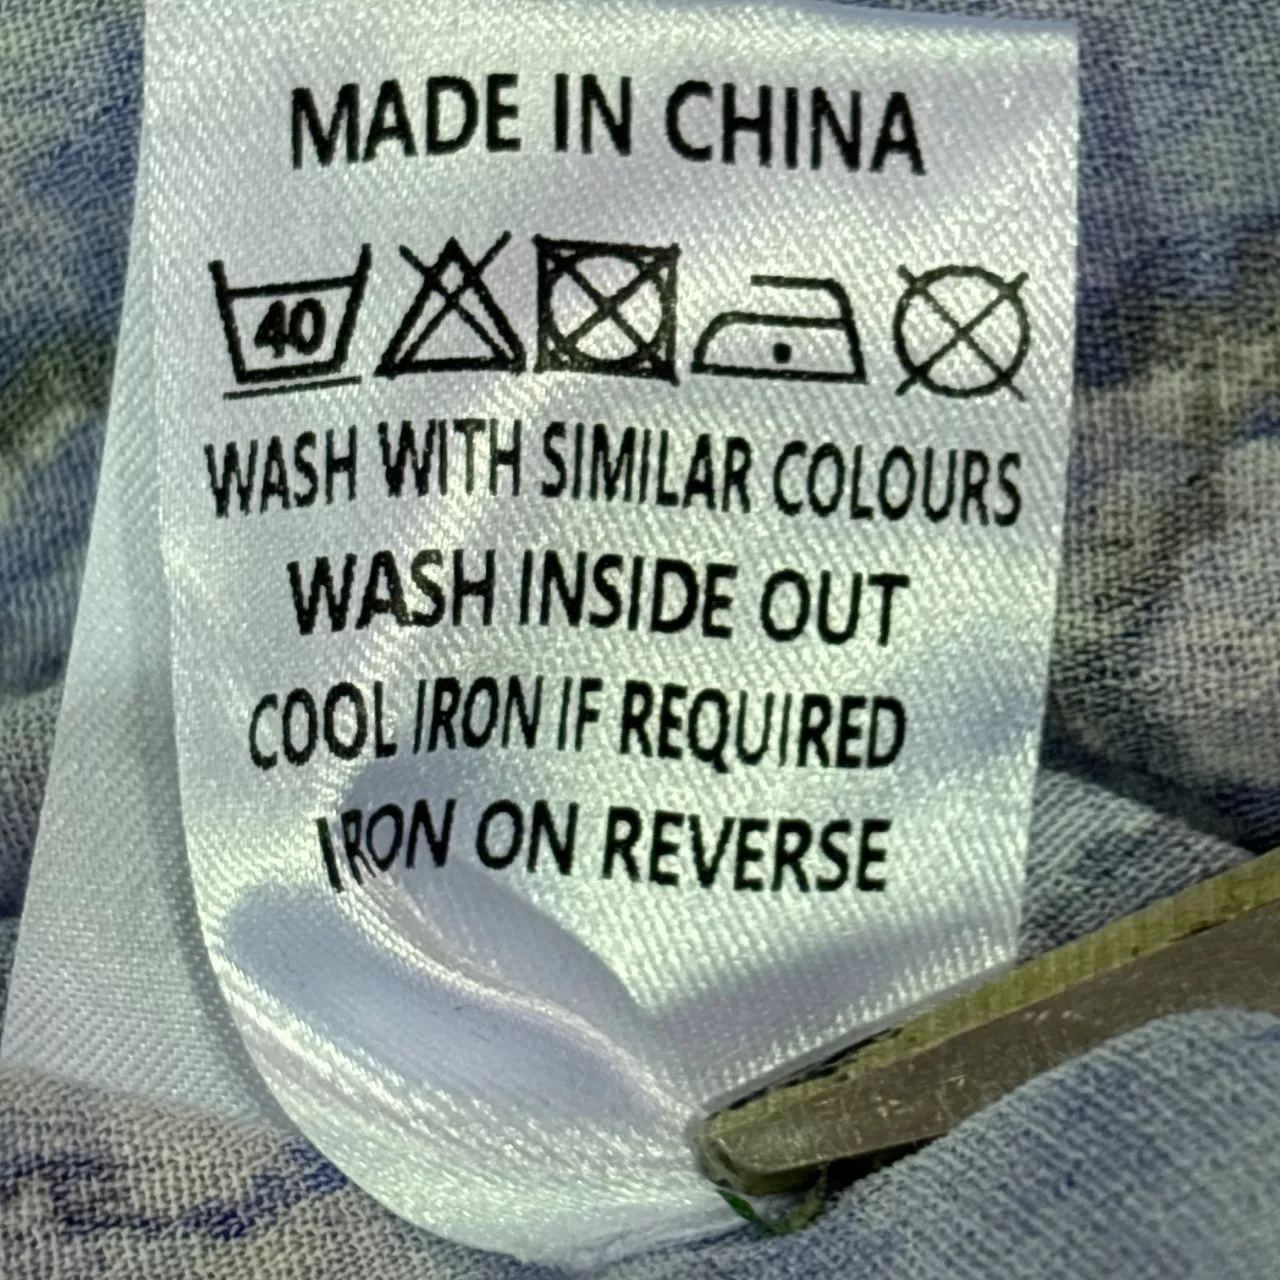 MADE IN CHINA
40
WASH WITH SIMILAR COLOURS
WASH INSIDE OUT
COOL IRON IF REQUIRED
IRON ON REVERSE